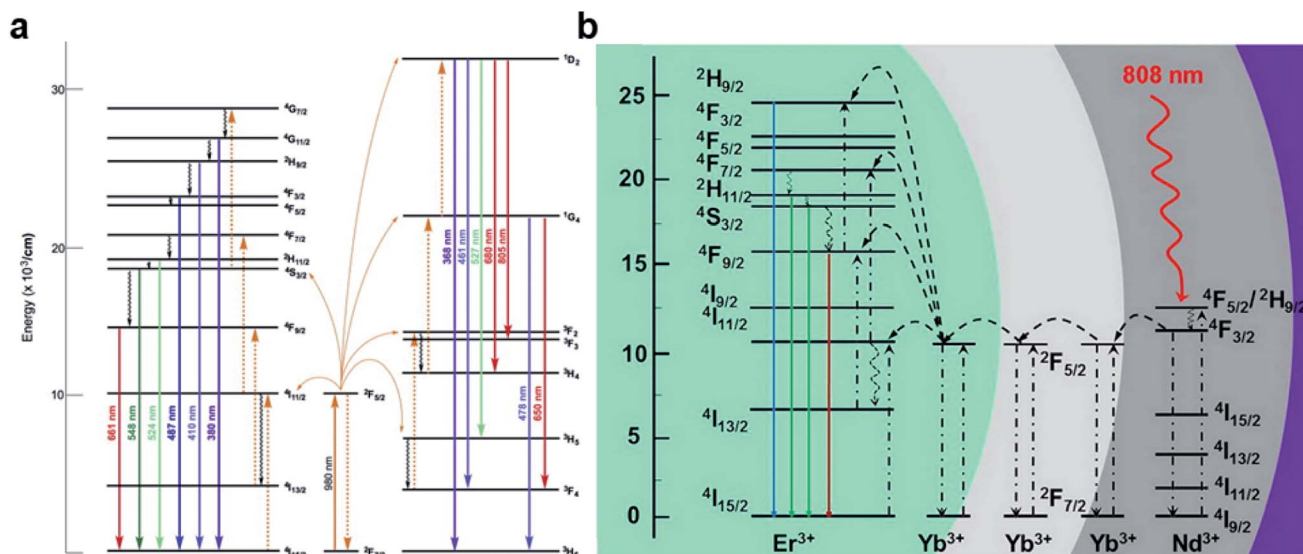 a
Energy (x 10³/cm)
30
20
10
⁴G₇/₂
⁴G₁₁/₂
²H₉/₂
⁴F₃/₂
⁴F₅/₂
⁴F₇/₂
²H₁₁/₂
⁴S₃/₂
⁴F₉/₂
⁴I₁₁/₂
⁴I₁₃/₂
661 nm
548 nm
524 nm
487 nm
410 nm
380 nm
²F₅/₂
980 nm
¹D₂
¹G₄
³F₂
³F₃
³H₄
³H₅
³F₄
368 nm
461 nm
527 nm
680 nm
805 nm
478 nm
650 nm
b
25
20
15
10
5
0
²H₉/₂
⁴F₃/₂
⁴F₅/₂
⁴F₇/₂
²H₁₁/₂
⁴S₃/₂
⁴F₉/₂
⁴I₉/₂
⁴I₁₁/₂
⁴I₁₃/₂
⁴I₁₅/₂
808 nm
²F₅/₂
²F₇/₂
⁴F₅/₂/²H₉/₂
⁴F₃/₂
⁴I₁₅/₂
⁴I₁₃/₂
⁴I₁₁/₂
⁴I₉/₂
Er³⁺ Yb³⁺ Yb³⁺ Yb³⁺ Nd³⁺